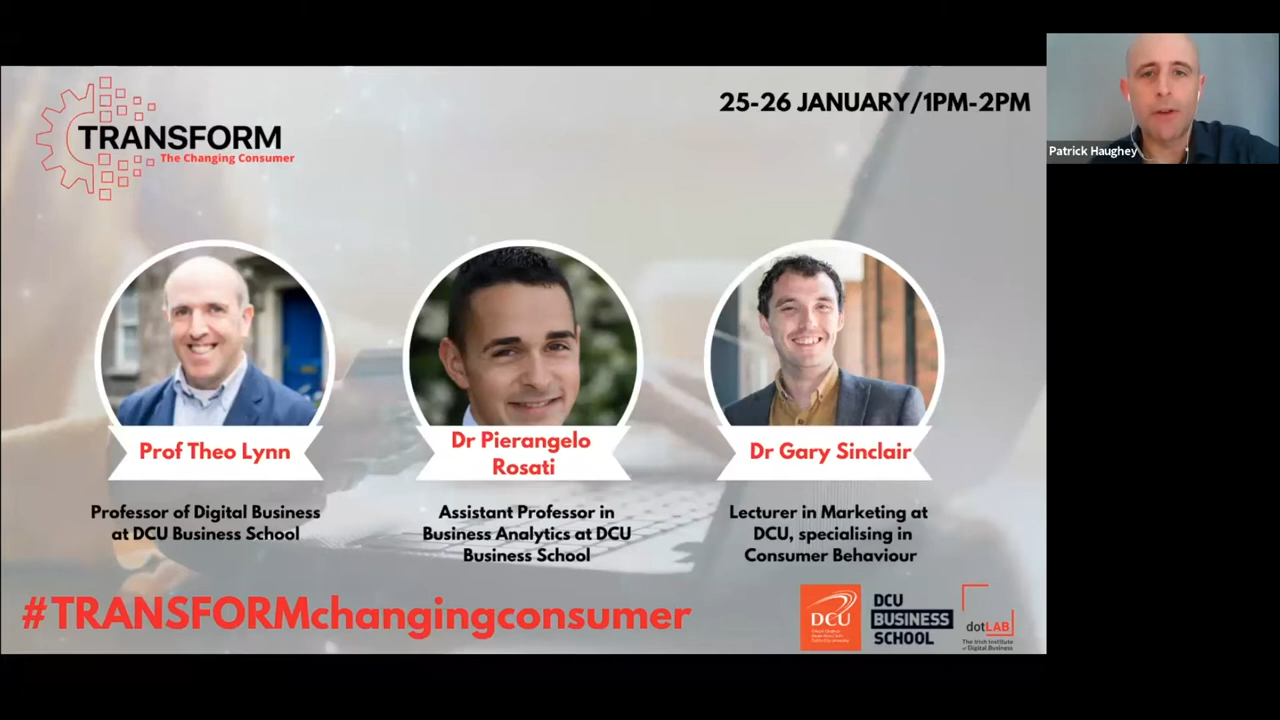 TRANSFORM
The Changing Consumer
25-26 JANUARY/1PM-2PM
Patrick Haughey
Prof Theo Lynn
Professor of Digital Business
at DCU Business School
Dr Pierangelo
Rosati
Assistant Professor in
Business Analytics at DCU
Business School
Dr Gary Sinclair
Lecturer in Marketing at
DCU, specialising in
Consumer Behaviour
#TRANSFORMchangingconsumer
DCU
DCU
BUSINESS
SCHOOL
dotLAB
The Irish Institute
of Digital Business